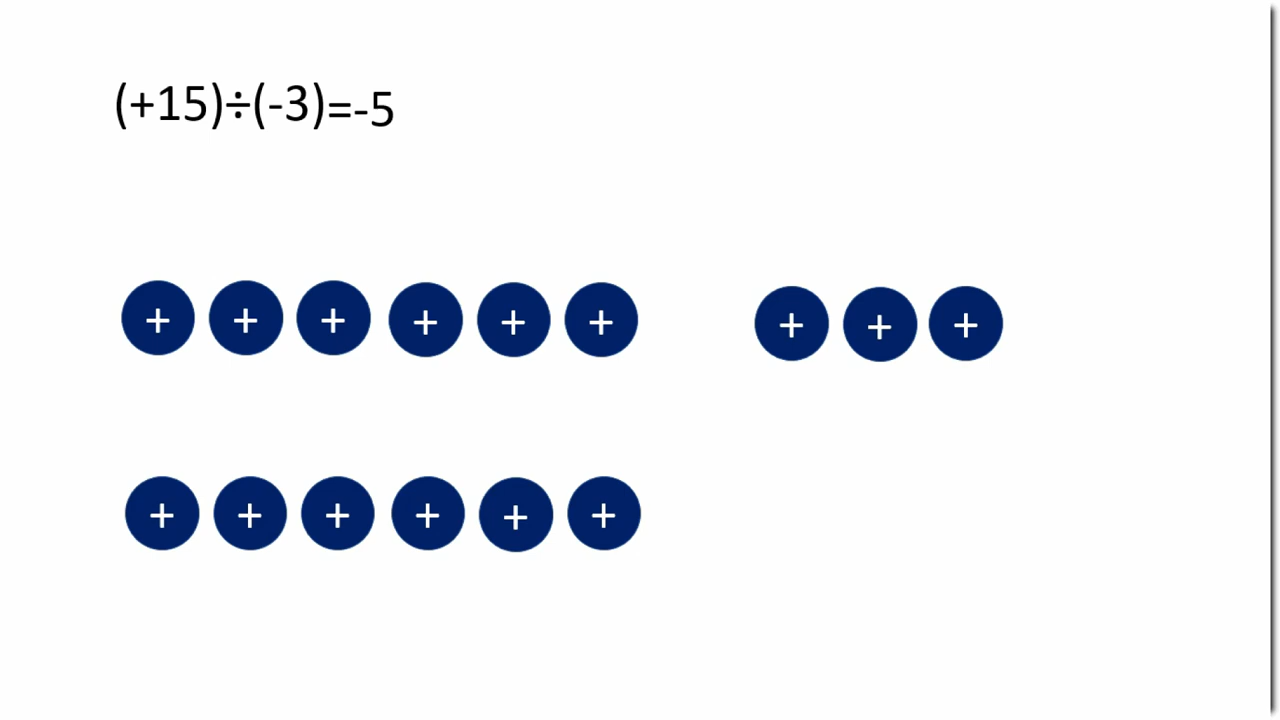 (+15)÷(-3)=-5
+ + + + + + + + +
+ + + + + +